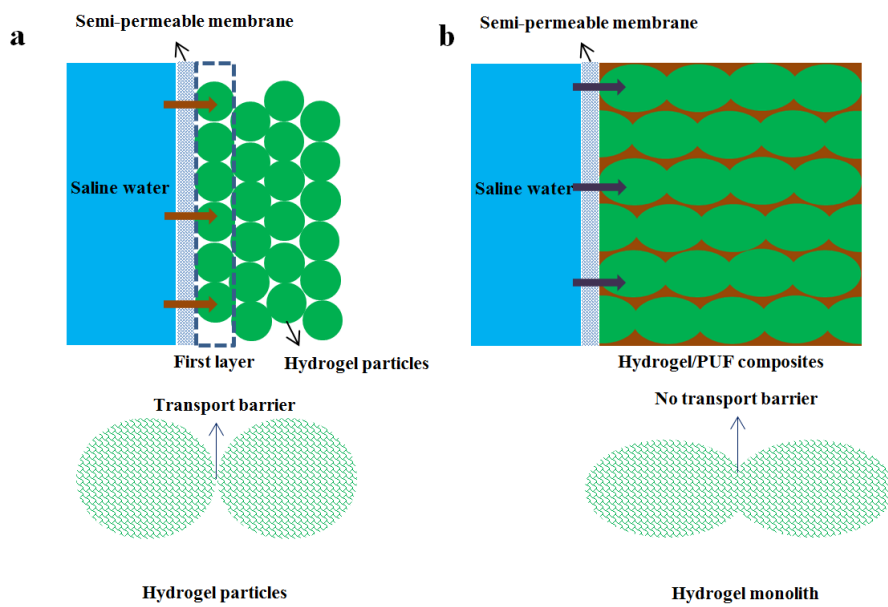 Semi-permeable membrane
a
Saline water
First layer
Hydrogel particles
Transport barrier
Hydrogel particles
Semi-permeable membrane
b
Saline water
Hydrogel/PUF composites
No transport barrier
Hydrogel monolith